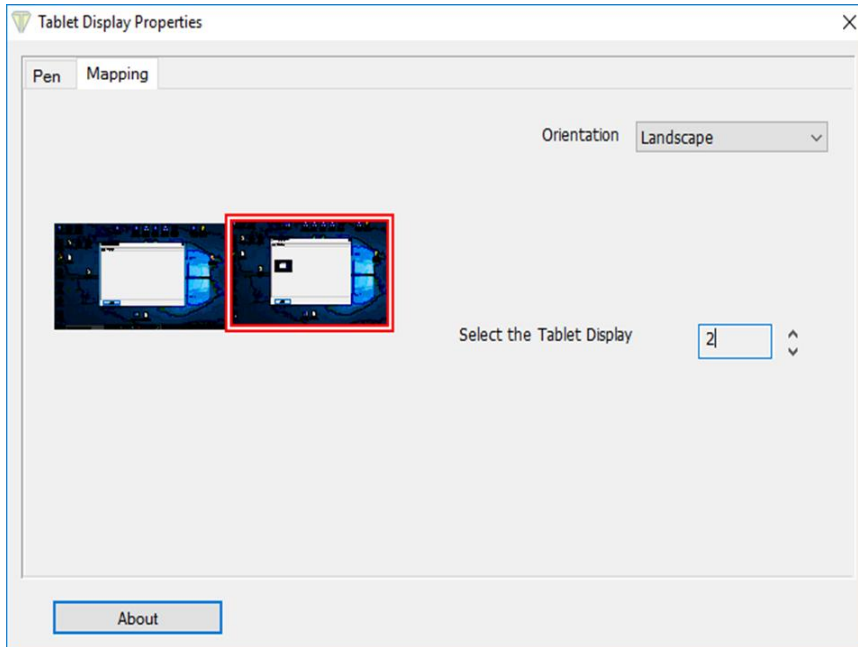 Tablet Display Properties
Pen Mapping
Orientation Landscape
Select the Tablet Display 2
About